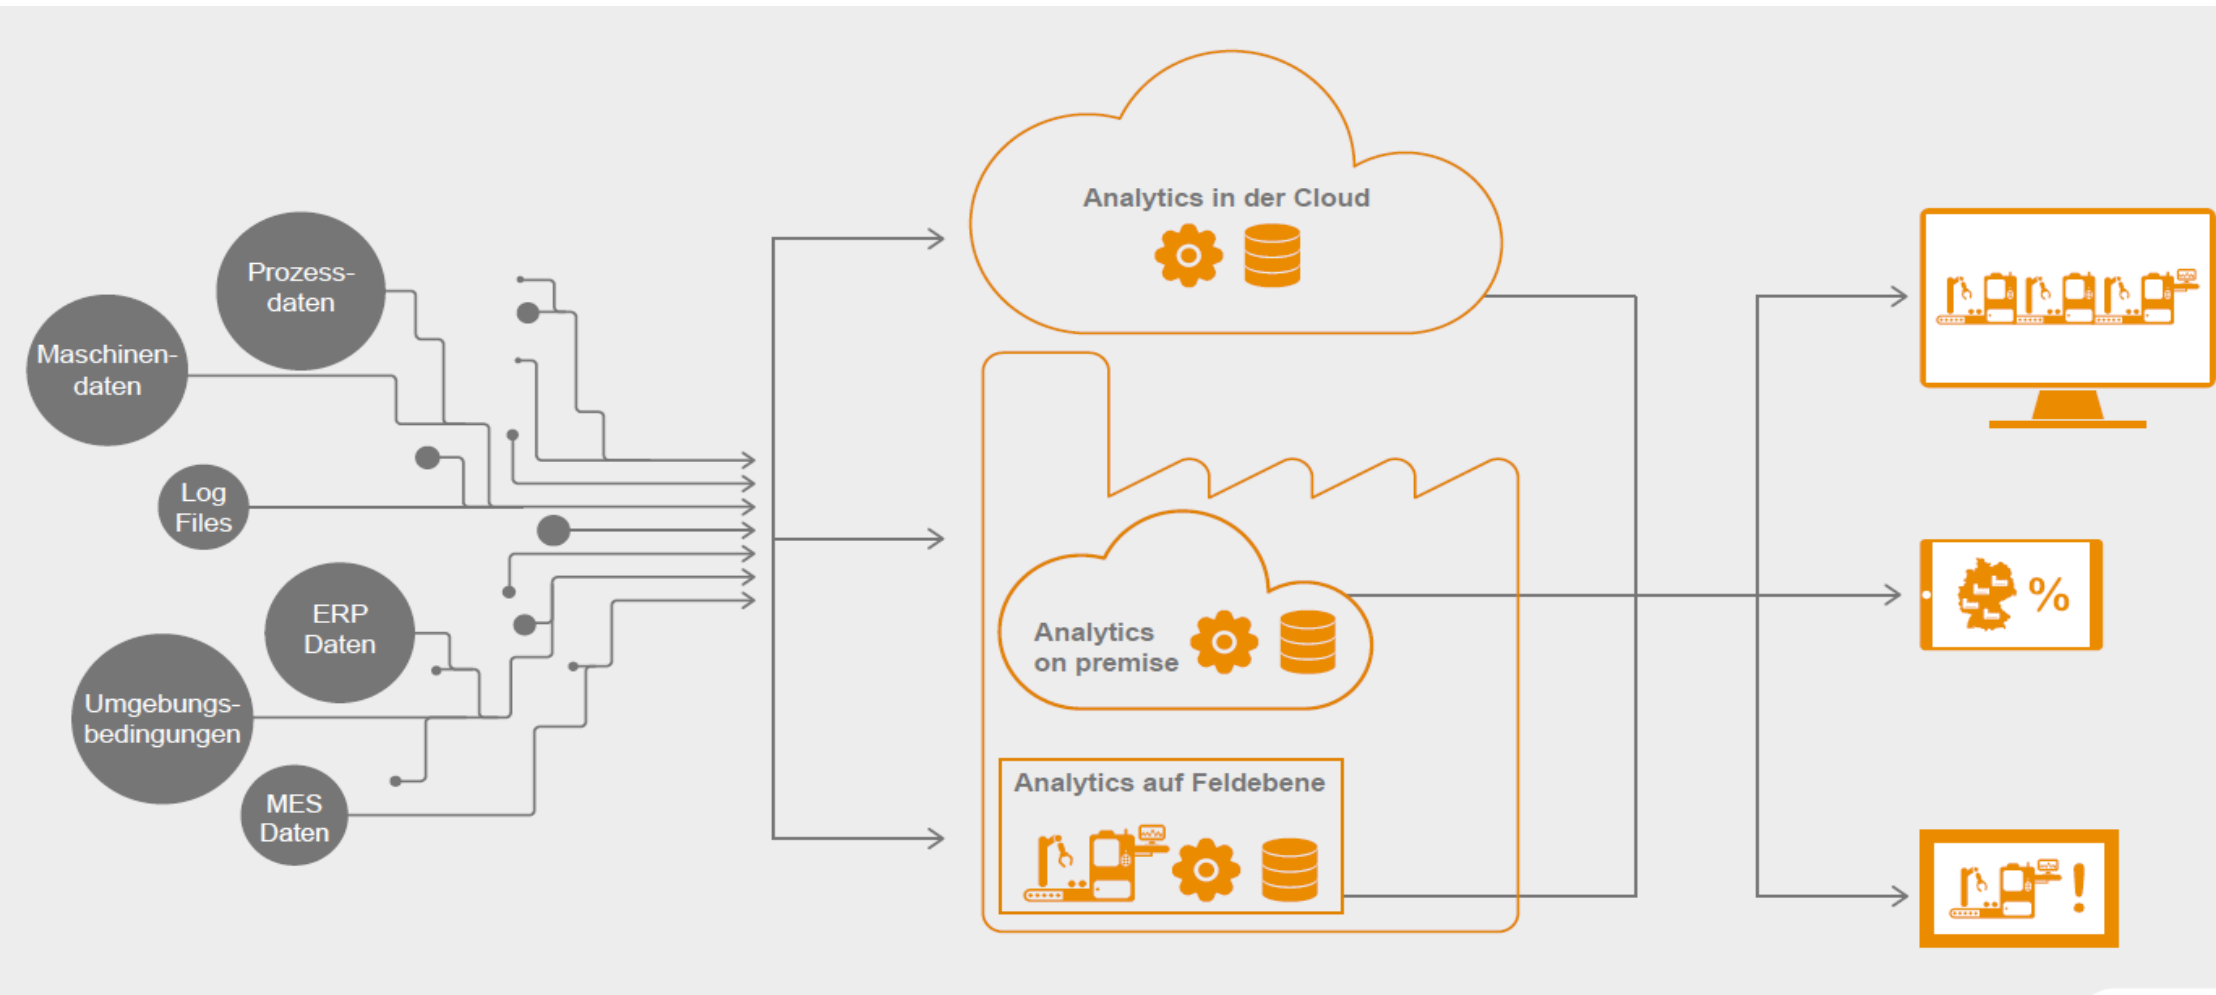 Prozess-
daten
Maschinen-
daten
Log
Files
ERP
Daten
Umgebungs-
bedingungen
MES
Daten
Analytics in der Cloud
Analytics
on premise
Analytics auf Feldebene
%
!